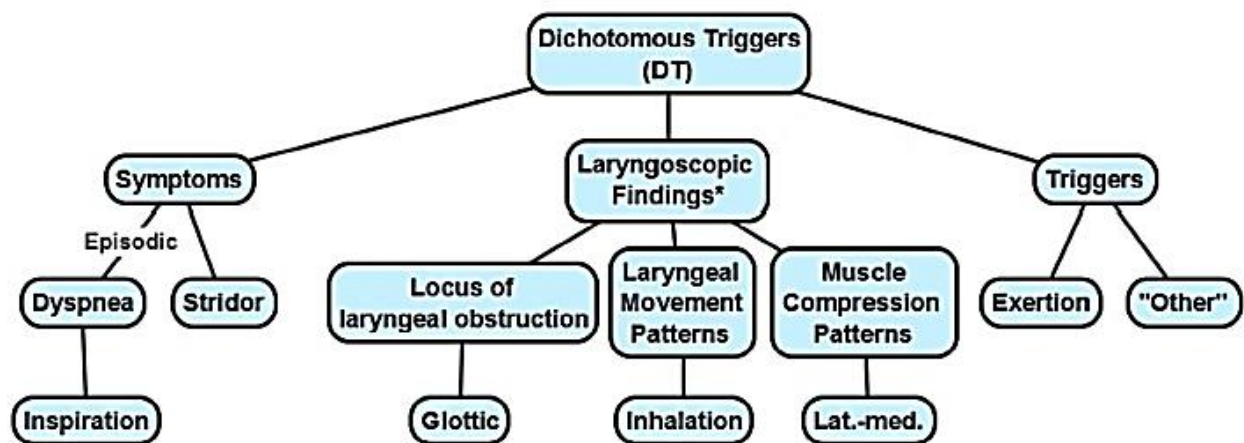 Dichotomous Triggers
(DT)
Symptoms
Laryngoscopic
Findings*
Triggers
Episodic
Dyspnea
Stridor
Locus of
laryngeal obstruction
Laryngeal
Movement
Patterns
Muscle
Compression
Patterns
Exertion
"Other"
Inspiration
Glottic
Inhalation
Lat.-med.